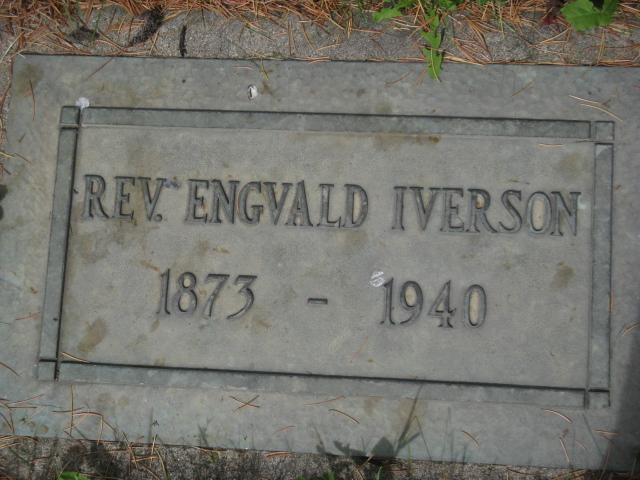 REV. ENGVALD IVERSON
1873 - 1940